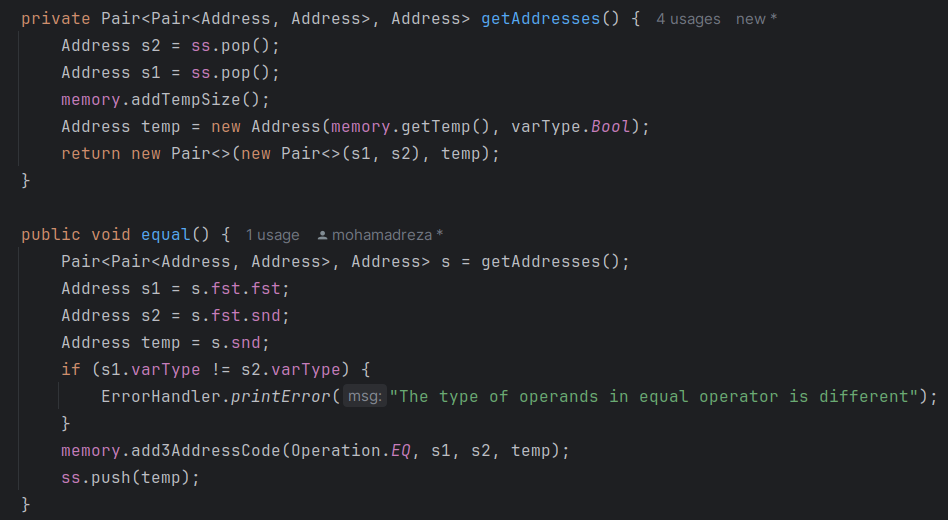 private Pair<Pair<Address, Address>, Address> getAddresses() { 4 usages new *
    Address s2 = ss.pop();
    Address s1 = ss.pop();
    memory.addTempSize();
    Address temp = new Address(memory.getTemp(), varType.Bool);
    return new Pair<>(new Pair<>(s1, s2), temp);
}
public void equal() { 1 usage mohamadreza *
    Pair<Pair<Address, Address>, Address> s = getAddresses();
    Address s1 = s.fst.fst;
    Address s2 = s.fst.snd;
    Address temp = s.snd;
    if (s1.varType != s2.varType) {
        ErrorHandler.printError( msg: "The type of operands in equal operator is different");
    }
    memory.add3AddressCode(Operation.EQ, s1, s2, temp);
    ss.push(temp);
}